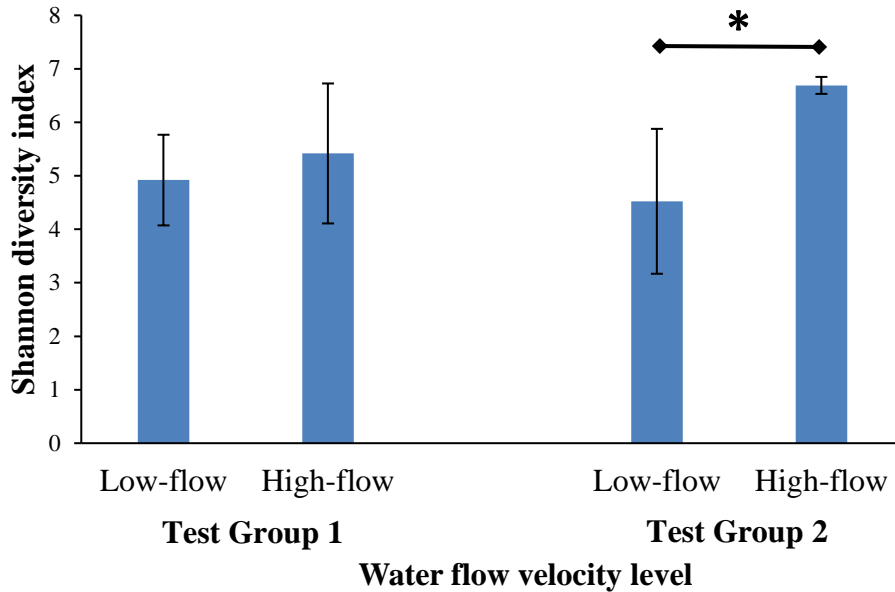 Shannon diversity index
8
7
6
5
4
3
2
1
0
*
Low-flow High-flow Low-flow High-flow
Test Group 1 Test Group 2
Water flow velocity level